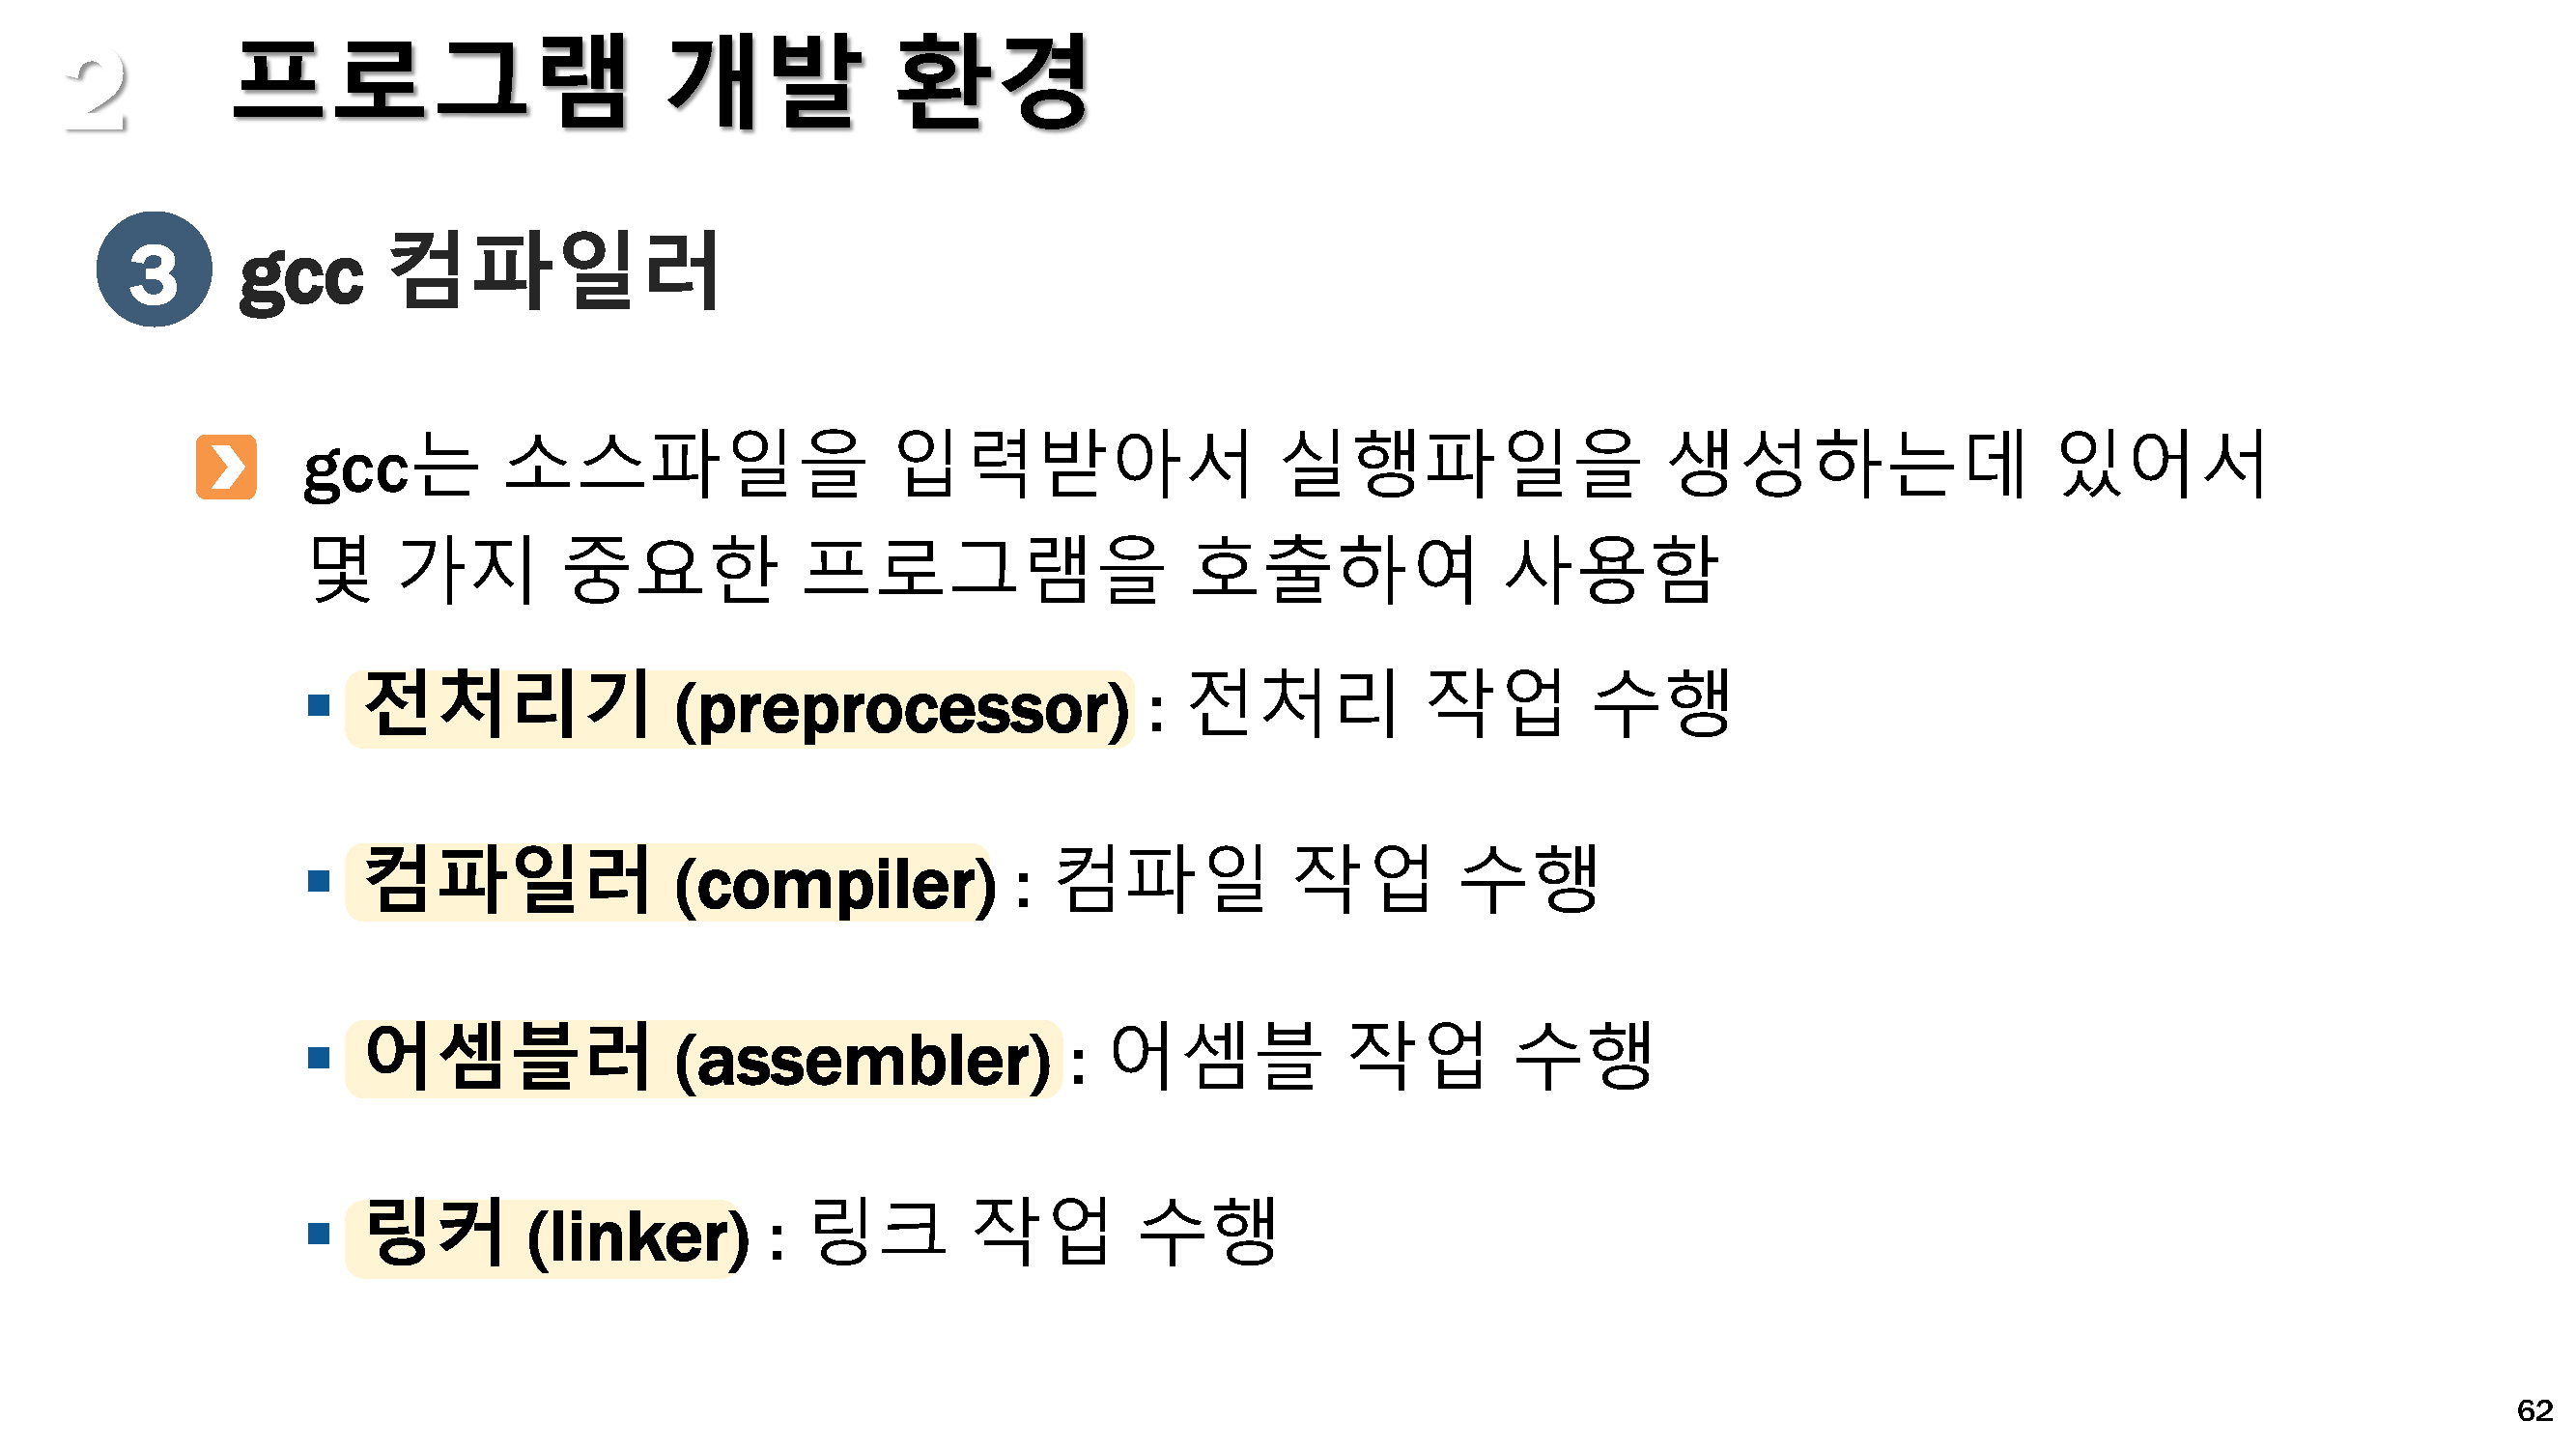 2 프로그램 개발 환경
3 gcc 컴파일러
gcc는 소스파일을 입력받아서 실행파일을 생성하는데 있어서
몇 가지 중요한 프로그램을 호출하여 사용함
▪ 전처리기 (preprocessor) : 전처리 작업 수행
▪ 컴파일러 (compiler) : 컴파일 작업 수행
▪ 어셈블러 (assembler) : 어셈블 작업 수행
▪ 링커 (linker) : 링크 작업 수행
62